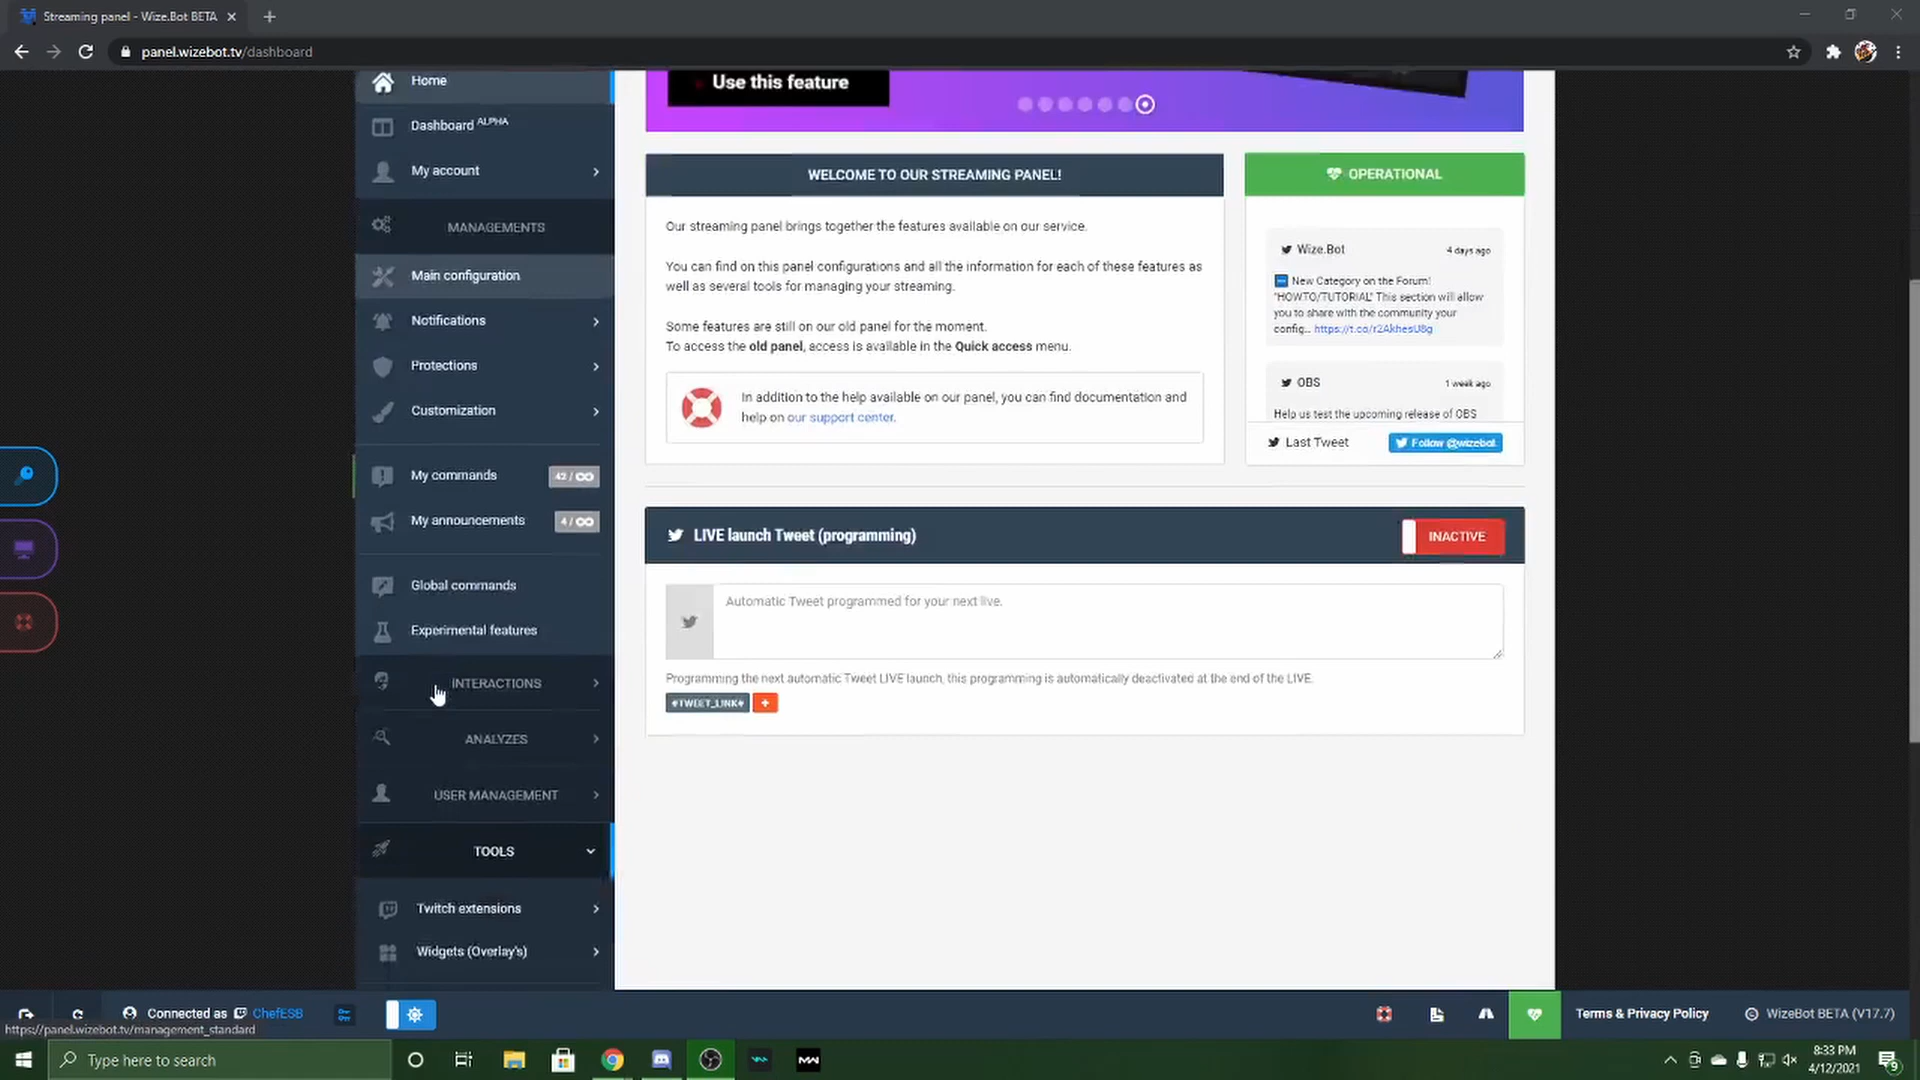 Streaming panel - Wize.Bot BETA
panel.wizebot.tv/dashboard
Home
Dashboard ALPHA
My account
MANAGEMENTS
Main configuration
Notifications
Protections
Customization
My commands
42 / ∞
My announcements
4 / ∞
Global commands
Experimental features
INTERACTIONS
ANALYZES
USER MANAGEMENT
TOOLS
Twitch extensions
Widgets (Overlay's)
Use this feature
WELCOME TO OUR STREAMING PANEL!
Our streaming panel brings together the features available on our service.
You can find on this panel configurations and all the information for each of these features as
well as several tools for managing your streaming.
Some features are still on our old panel for the moment.
To access the old panel, access is available in the Quick access menu.
In addition to the help available on our panel, you can find documentation and
help on our support center.
OPERATIONAL
Wize.Bot
4 days ago
New Category on the Forum!
"HOWTO/TUTORIAL" This section will allow
you to share with the community your
config... https://t.co/r2AkhesU8g
OBS
1 week ago
Help us test the upcoming release of OBS
Last Tweet
Follow @wizebot
LIVE launch Tweet (programming)
INACTIVE
Automatic Tweet programmed for your next live.
Programming the next automatic Tweet LIVE launch, this programming is automatically deactivated at the end of the LIVE.
#TWEET_LINK#
+
Connected as ChefESB
Terms & Privacy Policy
© WizeBot BETA (V17.7)
https://panel.wizebot.tv/management_standard
Type here to search
8:33 PM
4/12/2021
9